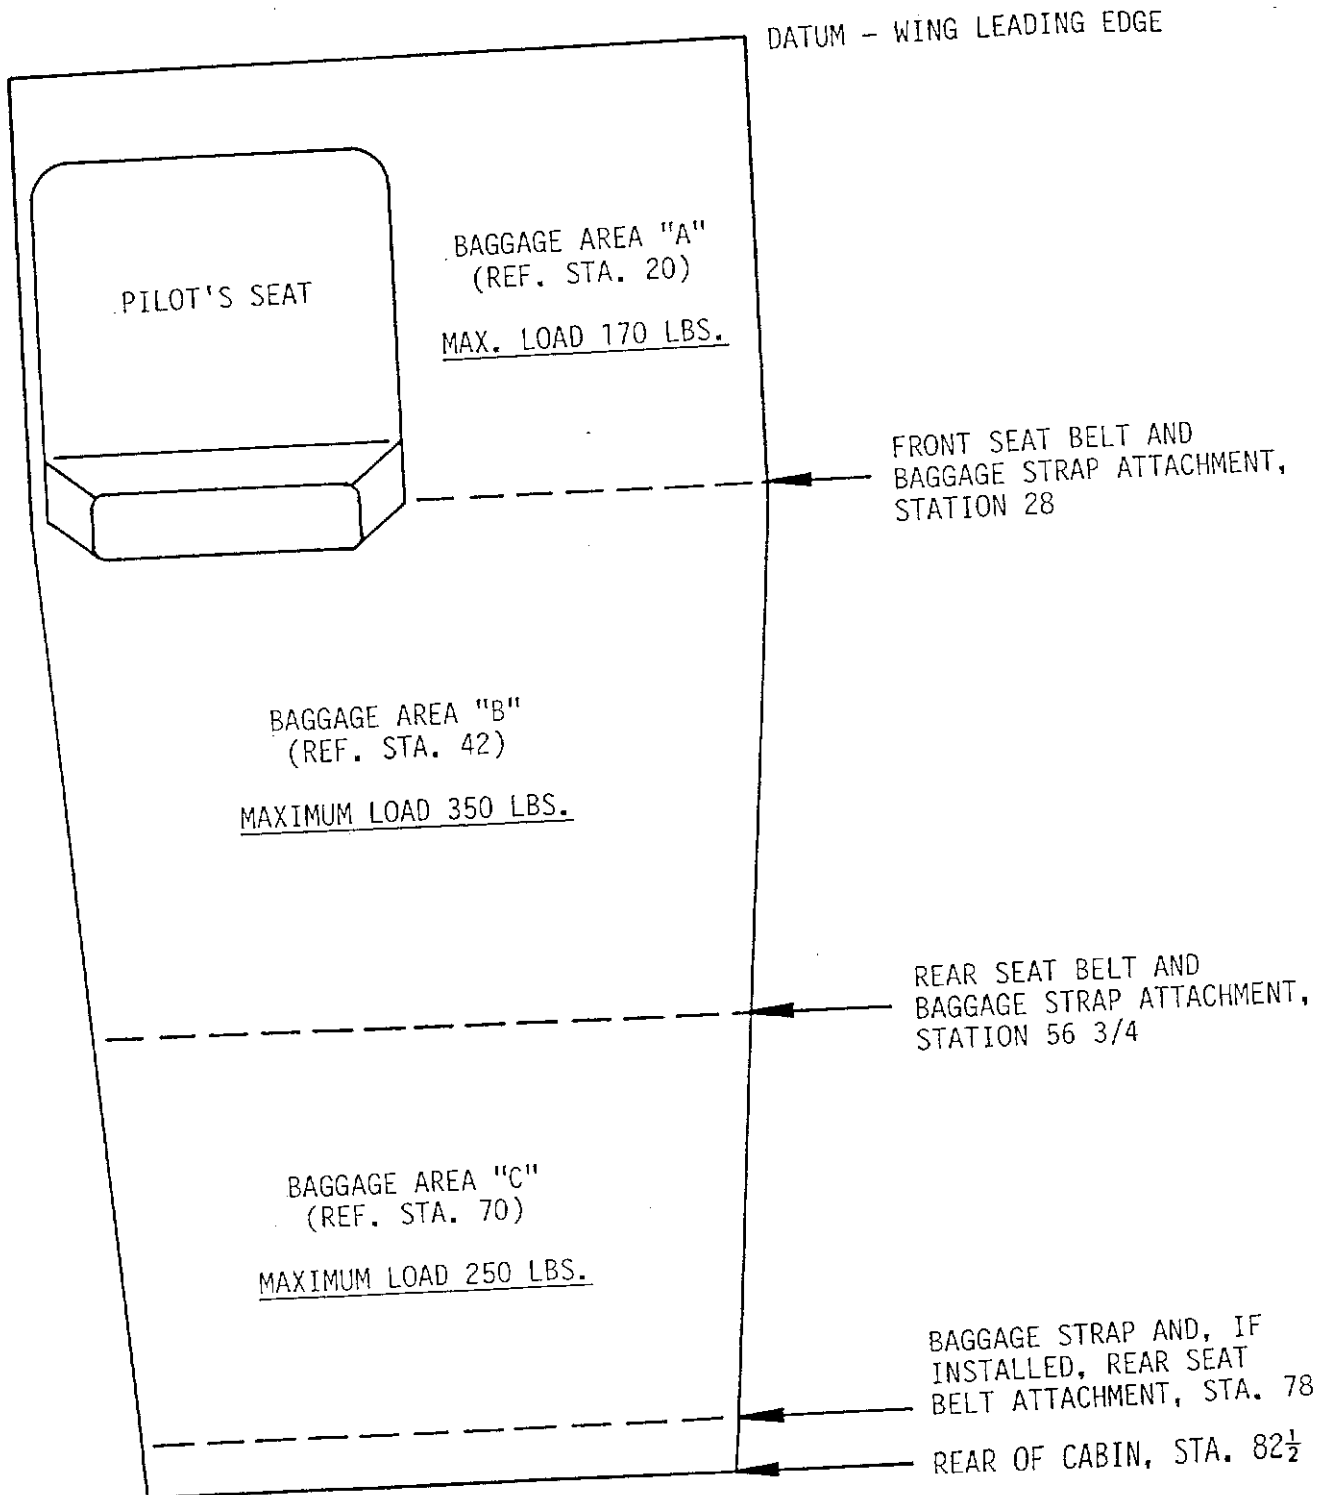 DATUM - WING LEADING EDGE
PILOT'S SEAT
BAGGAGE AREA "A"
(REF. STA. 20)
MAX. LOAD 170 LBS.
FRONT SEAT BELT AND
BAGGAGE STRAP ATTACHMENT,
STATION 28
BAGGAGE AREA "B"
(REF. STA. 42)
MAXIMUM LOAD 350 LBS.
REAR SEAT BELT AND
BAGGAGE STRAP ATTACHMENT,
STATION 56 3/4
BAGGAGE AREA "C"
(REF. STA. 70)
MAXIMUM LOAD 250 LBS.
BAGGAGE STRAP AND, IF
INSTALLED, REAR SEAT
BELT ATTACHMENT, STA. 78
REAR OF CABIN, STA. 82½